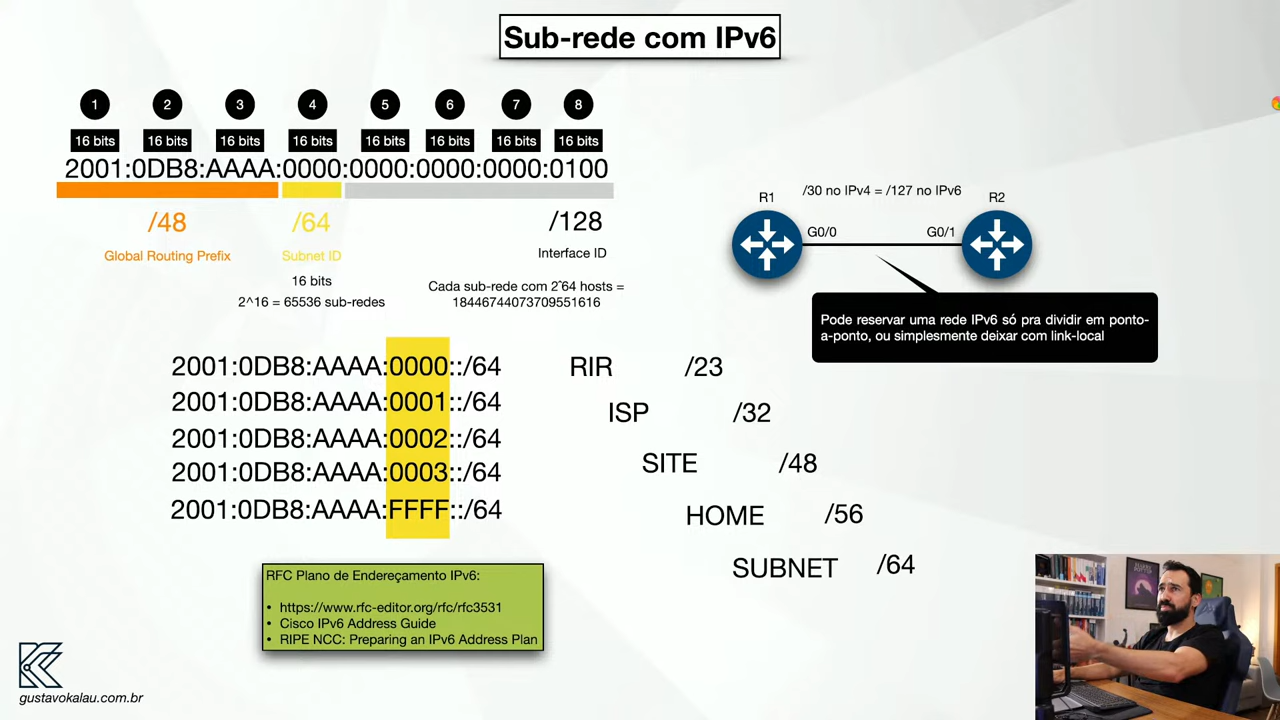 Sub-rede com IPv6
1 2 3 4 5 6 7 8
16 bits 16 bits 16 bits 16 bits 16 bits 16 bits 16 bits 16 bits
2001:0DB8:AAAA:0000:0000:0000:0000:0100
/48 /64 /128
Global Routing Prefix Subnet ID Interface ID
16 bits
2^16 = 65536 sub-redes
Cada sub-rede com 2ˆ64 hosts =
18446744073709551616
/30 no IPv4 = /127 no IPv6
R1 R2
G0/0 G0/1
Pode reservar uma rede IPv6 só pra dividir em ponto-
a-ponto, ou simplesmente deixar com link-local
2001:0DB8:AAAA:0000::/64
2001:0DB8:AAAA:0001::/64
2001:0DB8:AAAA:0002::/64
2001:0DB8:AAAA:0003::/64
2001:0DB8:AAAA:FFFF::/64
RIR /23
ISP /32
SITE /48
HOME /56
SUBNET /64
RFC Plano de Endereçamento IPv6:
• https://www.rfc-editor.org/rfc/rfc3531
• Cisco IPv6 Address Guide
• RIPE NCC: Preparing an IPv6 Address Plan
gustavokalau.com.br